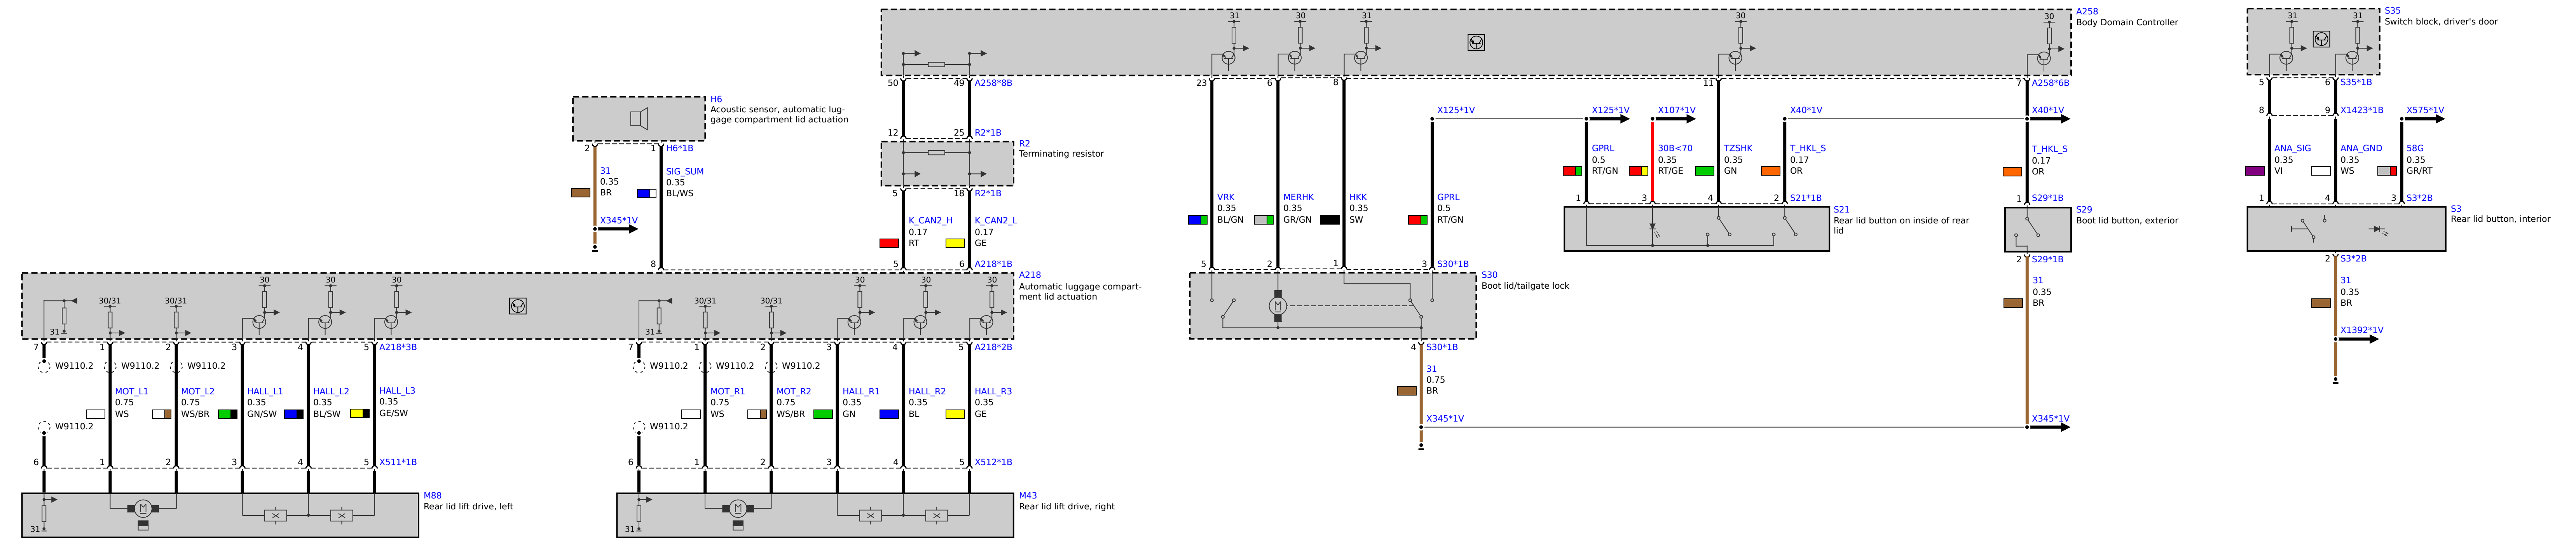 31
30
31
30
30
A258
Body Domain Controller
31
31
S35
Switch block, driver's door
50
49
A258*8B
23
6
8
11
7
A258*6B
5
6
S35*1B
H6
Acoustic sensor, automatic lug-
gage compartment lid actuation
X125*1V
X125*1V
X107*1V
X40*1V
X40*1V
8
9
X1423*1B
X575*1V
12
25
R2*1B
R2
Terminating resistor
2
1
H6*1B
31
0.35
BR
SIG_SUM
0.35
BL/WS
GPRL
0.5
RT/GN
30B<70
0.35
RT/GE
TZSHK
0.35
GN
T_HKL_S
0.17
OR
T_HKL_S
0.17
OR
ANA_SIG
0.35
VI
ANA_GND
0.35
WS
58G
0.35
GR/RT
5
18
R2*1B
VRK
0.35
BL/GN
MERHK
0.35
GR/GN
HKK
0.35
SW
GPRL
0.5
RT/GN
1
3
4
2
S21*1B
1
S29*1B
1
4
3
S3*2B
X345*1V
K_CAN2_H
0.17
RT
K_CAN2_L
0.17
GE
S21
Rear lid button on inside of rear
lid
S29
Boot lid button, exterior
S3
Rear lid button, interior
8
5
6
A218*1B
5
2
1
3
S30*1B
2
S29*1B
2
S3*2B
A218
Automatic luggage compart-
ment lid actuation
S30
Boot lid/tailgate lock
M
31
0.35
BR
31
0.35
BR
31
30/31
30/31
30
30
30
31
30/31
30/31
30
30
30
X1392*1V
7
1
2
3
4
5
A218*3B
7
1
2
3
4
5
A218*2B
4
S30*1B
W9110.2
W9110.2
W9110.2
W9110.2
W9110.2
W9110.2
MOT_L1
0.75
WS
MOT_L2
0.75
WS/BR
HALL_L1
0.35
GN/SW
HALL_L2
0.35
BL/SW
HALL_L3
0.35
GE/SW
MOT_R1
0.75
WS
MOT_R2
0.75
WS/BR
HALL_R1
0.35
GN
HALL_R2
0.35
BL
HALL_R3
0.35
GE
31
0.75
BR
W9110.2
W9110.2
X345*1V
X345*1V
6
1
2
3
4
5
X511*1B
6
1
2
3
4
5
X512*1B
M88
Rear lid lift drive, left
31
M
M43
Rear lid lift drive, right
31
M